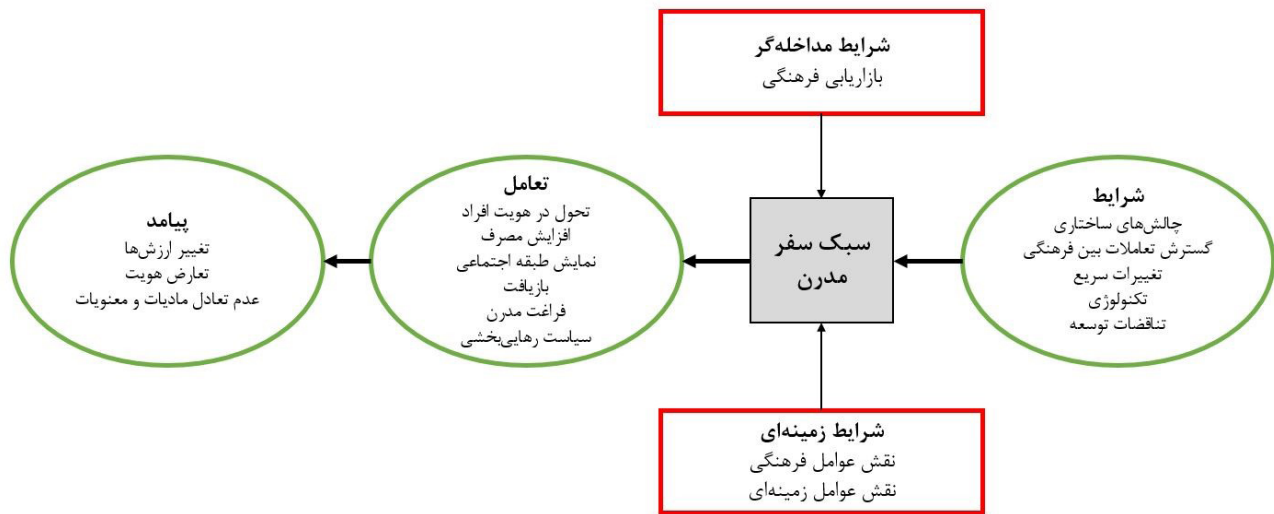 شرایط مداخله‌گر
بازاریابی فرهنگی
شرایط
چالش‌های ساختاری
گسترش تعاملات بین فرهنگی
تغییرات سریع
تکنولوژی
تناقضات توسعه
سبک سفر
مدرن
تعامل
تحول در هویت افراد
افزایش مصرف
نمایش طبقه اجتماعی
بازیافت
فراغت مدرن
سیاست رهایی‌بخشی
پیامد
تغییر ارزش‌ها
تعارض هویت
عدم تعادل مادیات و معنویات
شرایط زمینه‌ای
نقش عوامل فرهنگی
نقش عوامل زمینه‌ای